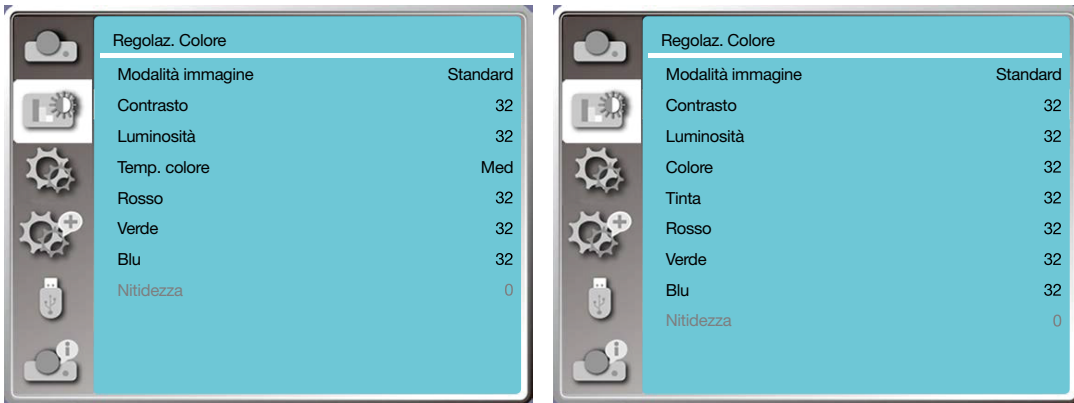 Regolaz. Colore
Modalità immagine Standard
Contrasto 32
Luminosità 32
Temp. colore Med
Rosso 32
Verde 32
Blu 32
Nitidezza 0
Regolaz. Colore
Modalità immagine Standard
Contrasto 32
Luminosità 32
Colore 32
Tinta 32
Rosso 32
Verde 32
Blu 32
Nitidezza 0